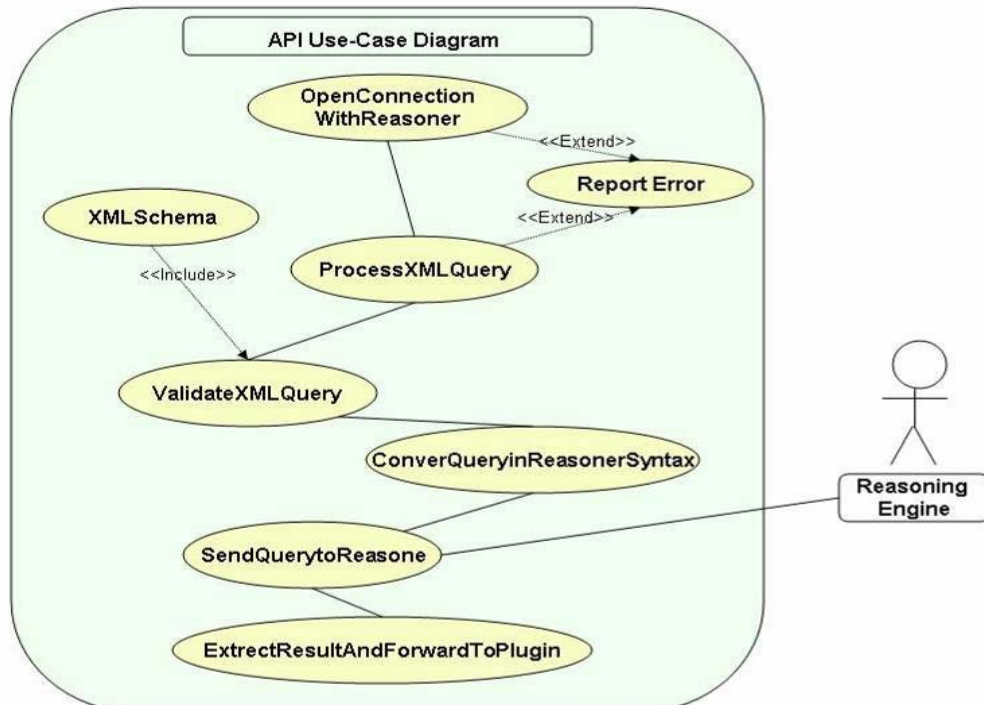 API Use-Case Diagram
OpenConnection
WithReasoner
<<Extend>>
Report Error
XMLSchema
<<Extend>>
<<Include>>
ProcessXMLQuery
ValidateXMLQuery
ConverQueryinReasonerSyntax
Reasoning
Engine
SendQuerytoReasone
ExtrectResultAndForwardToPlugin